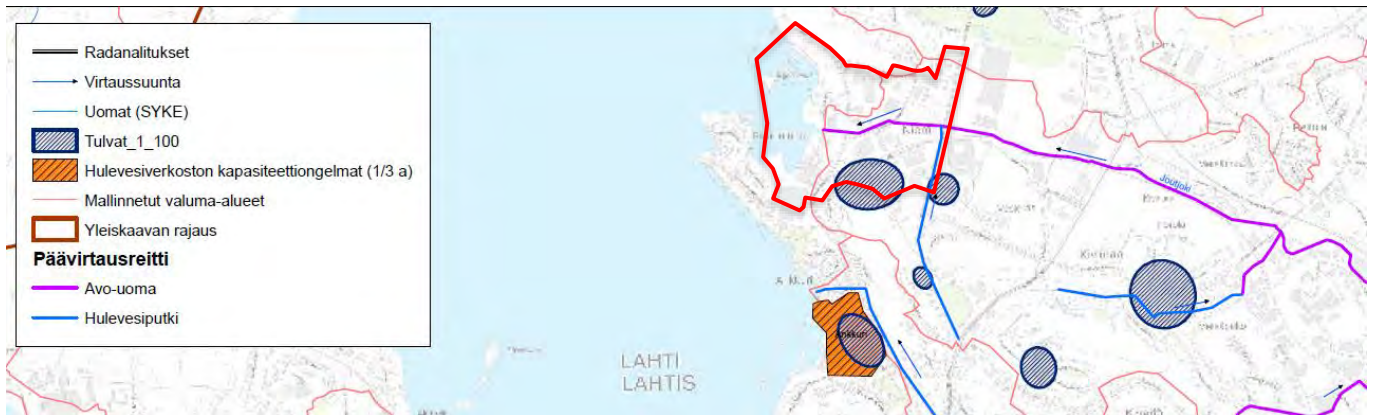 Radanalitukset
Virtaussuunta
Uomat (SYKE)
Tulvat_1_100
Hulevesiverkoston kapasiteettiongelmat (1/3 a)
Mallinnetut valuma-alueet
Yleiskaavan rajaus
Päävirtausreitti
Avo-uoma
Hulevesiputki
Joutjoki
LAHTI
LAHTIS